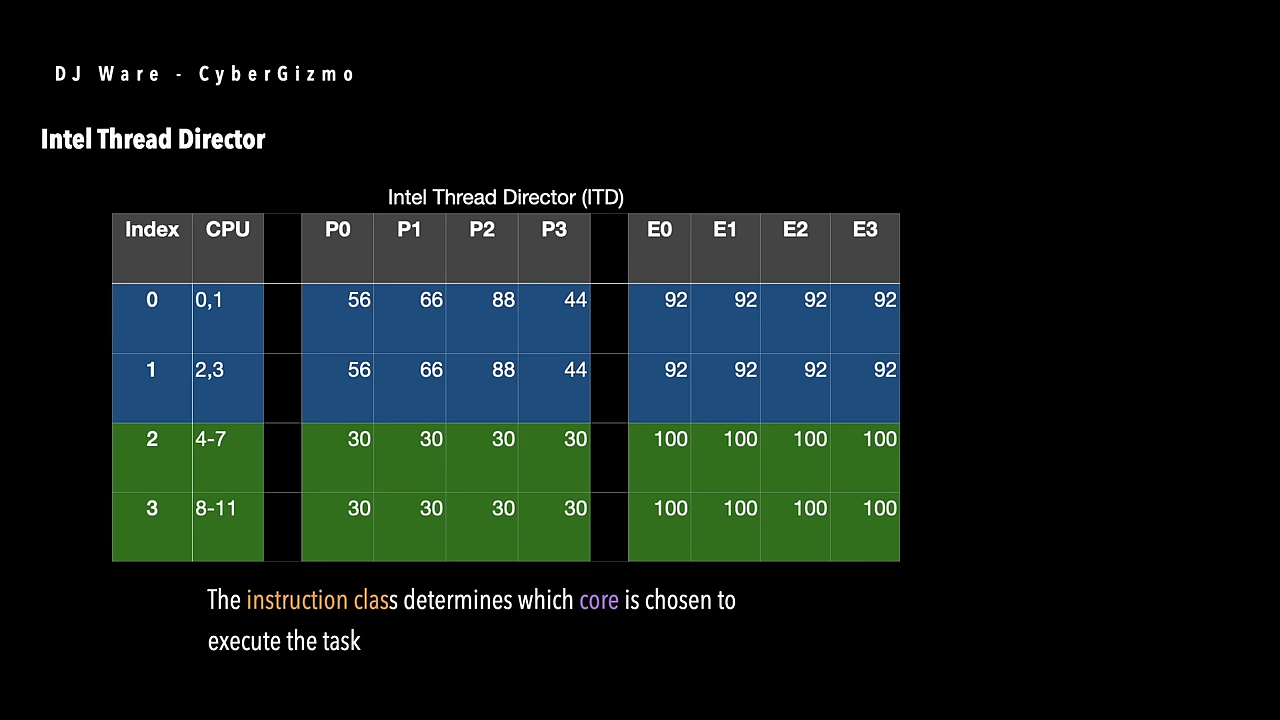 DJ Ware - CyberGizmo
Intel Thread Director
Intel Thread Director (ITD)
Index CPU P0 P1 P2 P3 E0 E1 E2 E3
0 0,1 56 66 88 44 92 92 92 92
1 2,3 56 66 88 44 92 92 92 92
2 4-7 30 30 30 30 100 100 100 100
3 8-11 30 30 30 30 100 100 100 100
The instruction class determines which core is chosen to
execute the task